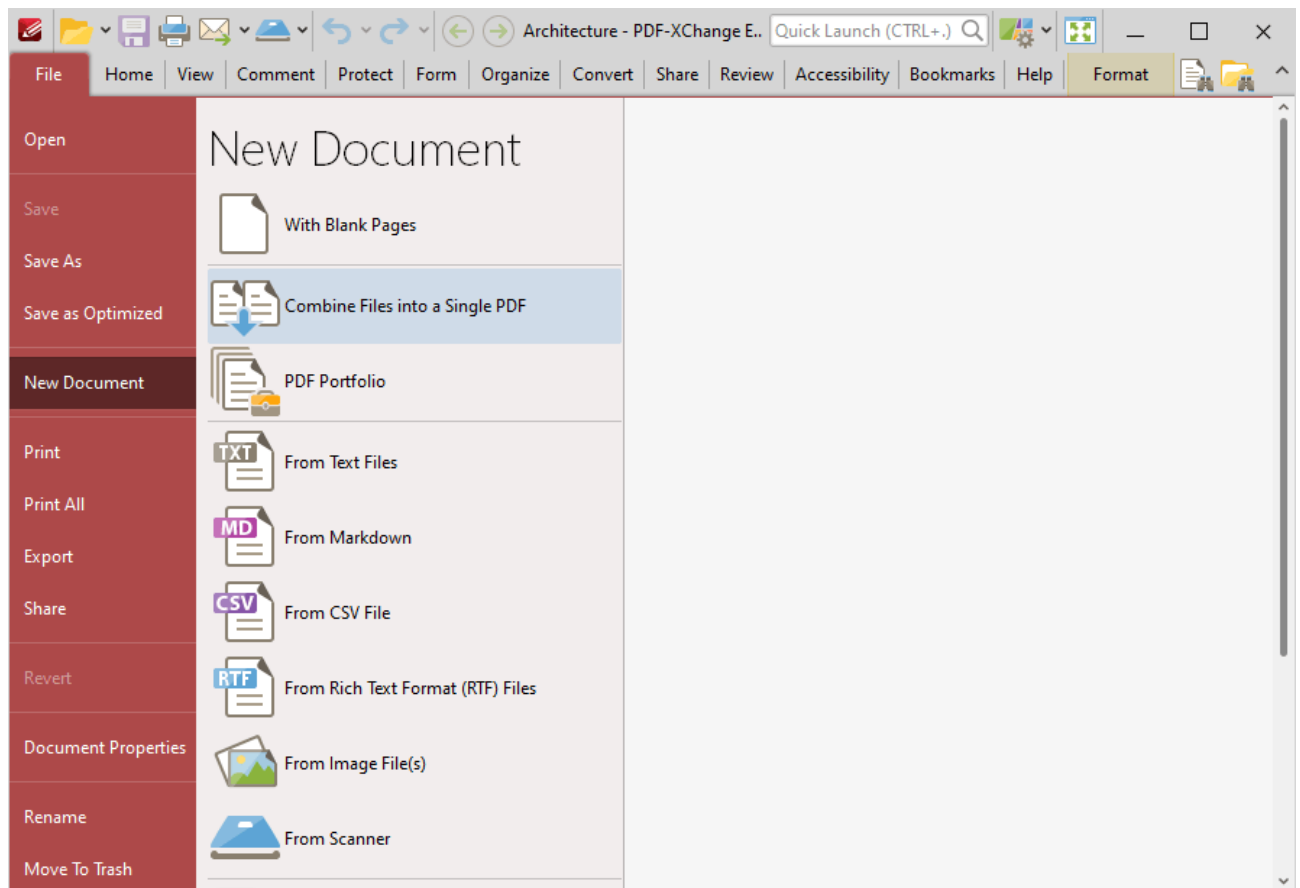 Architecture - PDF-XChange E..
Quick Launch (CTRL+.)
File Home View Comment Protect Form Organize Convert Share Review Accessibility Bookmarks Help Format
Open
Save
Save As
Save as Optimized
New Document
Print
Print All
Export
Share
Revert
Document Properties
Rename
Move To Trash
New Document
With Blank Pages
Combine Files into a Single PDF
PDF Portfolio
TXT
From Text Files
MD
From Markdown
CSV
From CSV File
RTF
From Rich Text Format (RTF) Files
From Image File(s)
From Scanner